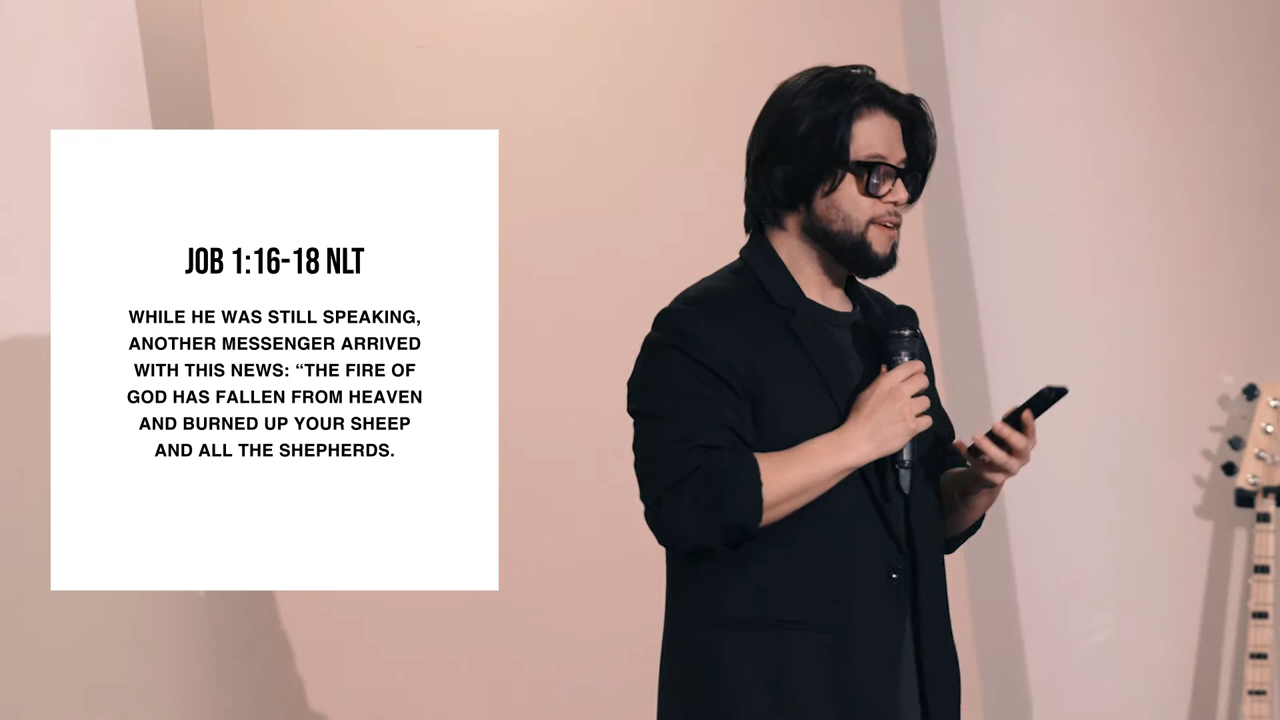 JOB 1:16-18 NLT
WHILE HE WAS STILL SPEAKING,
ANOTHER MESSENGER ARRIVED
WITH THIS NEWS: “THE FIRE OF
GOD HAS FALLEN FROM HEAVEN
AND BURNED UP YOUR SHEEP
AND ALL THE SHEPHERDS.